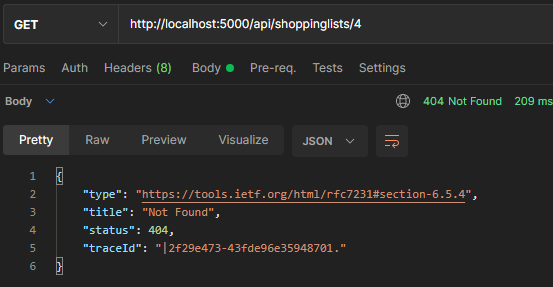 GET http://localhost:5000/api/shoppinglists/4
Params Auth Headers (8) Body Pre-req. Tests Settings
Body 404 Not Found 209 ms
Pretty Raw Preview Visualize JSON
1 {
2 "type": "https://tools.ietf.org/html/rfc7231#section-6.5.4",
3 "title": "Not Found",
4 "status": 404,
5 "traceId": "|2f29e473-43fde96e35948701."
6 }